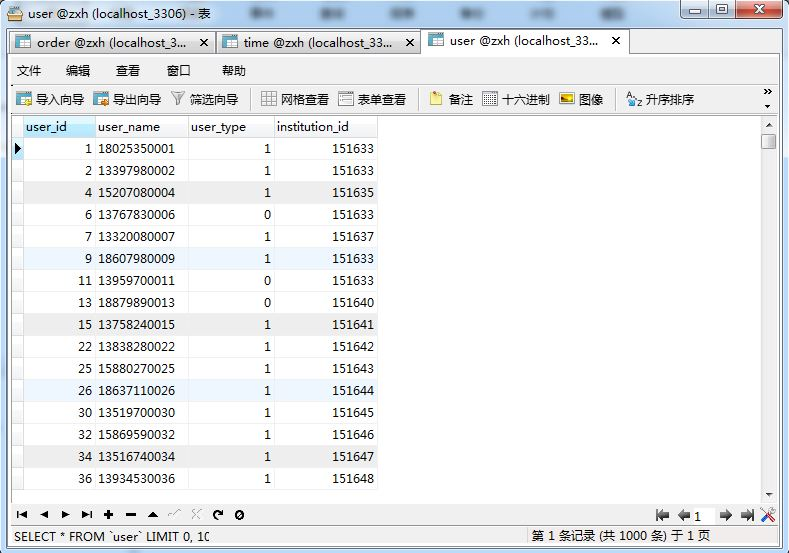 user @zxh (localhost_3306) - 表
order @zxh (localhost_3... time @zxh (localhost_33... user @zxh (localhost_33...
文件 编辑 查看 窗口 帮助
导入向导 导出向导 筛选向导 网格查看 表单查看 备注 十六进制 图像 升序排序
user_id user_name user_type institution_id
1 18025350001 1 151633
2 13397980002 1 151633
4 15207080004 1 151635
6 13767830006 0 151633
7 13320080007 1 151637
9 18607980009 1 151633
11 13959700011 0 151633
13 18879890013 0 151640
15 13758240015 1 151641
22 13838280022 1 151642
25 15880270025 1 151643
26 18637110026 1 151644
30 13519700030 1 151645
32 15869590032 1 151646
34 13516740034 1 151647
36 13934530036 1 151648
1
SELECT * FROM `user` LIMIT 0, 10 第 1 条记录 (共 1000 条) 于 1 页